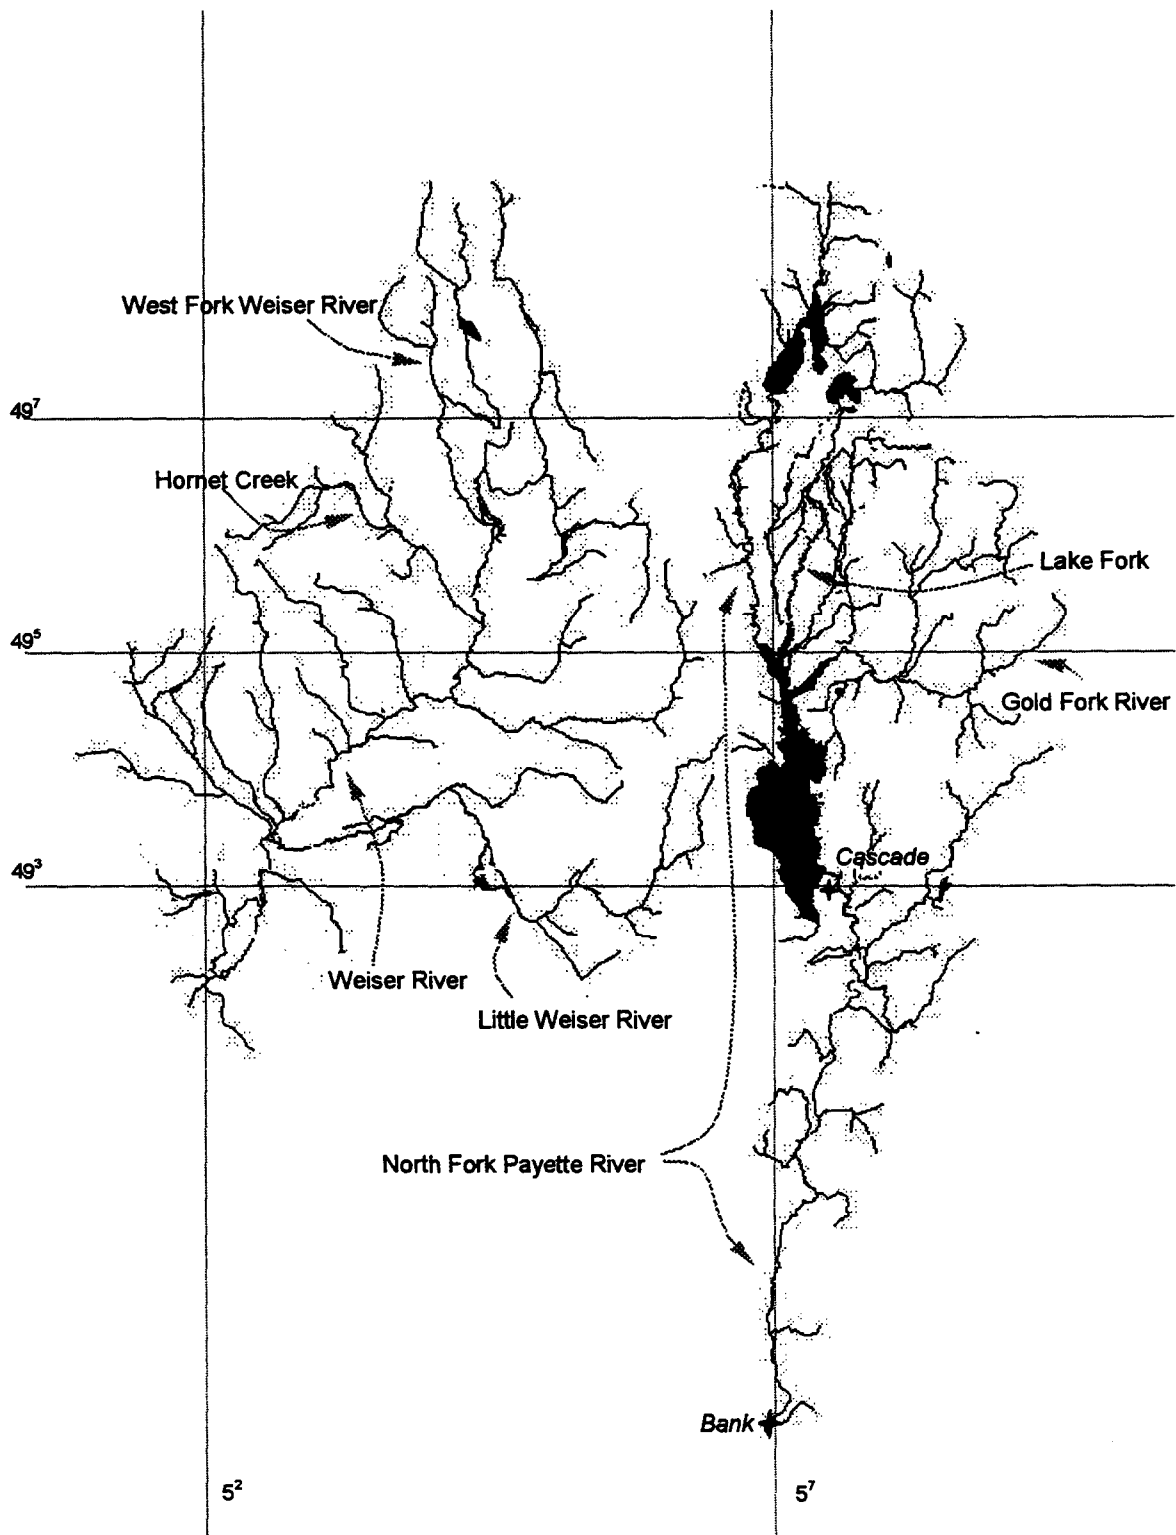 West Fork Weiser River
49⁷
Hornet Creek
Lake Fork
49⁵
Gold Fork River
Cascade
49³
Weiser River
Little Weiser River
North Fork Payette River
Bank
5²
5⁷